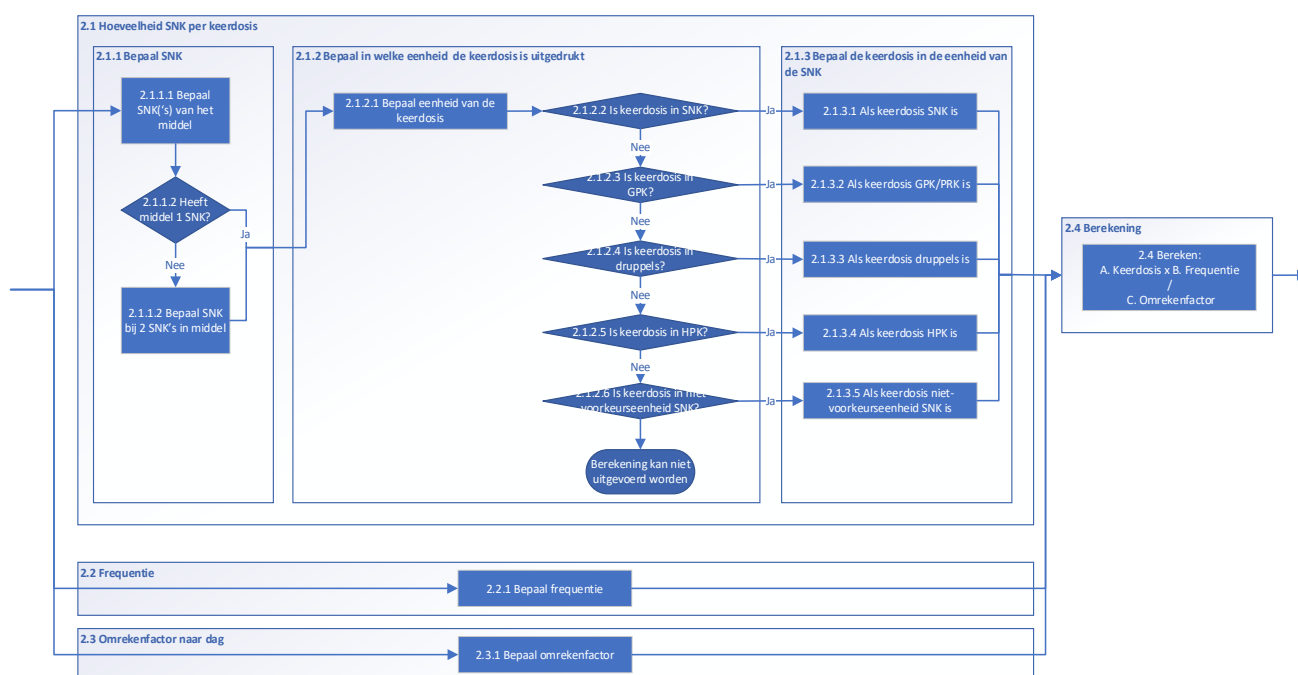 2.1 Hoeveelheid SNK per keerdosis
2.1.1 Bepaal SNK
2.1.1.1 Bepaal
SNK('s) van het
middel
2.1.1.2 Heeft
middel 1 SNK?
Ja
Nee
2.1.1.2 Bepaal SNK
bij 2 SNK's in middel
2.1.2 Bepaal in welke eenheid de keerdosis is uitgedrukt
2.1.2.1 Bepaal eenheid van de
keerdosis
2.1.2.2 Is keerdosis in SNK?
Ja
Nee
2.1.2.3 Is keerdosis in
GPK?
Ja
Nee
2.1.2.4 Is keerdosis in
druppels?
Ja
Nee
2.1.2.5 Is keerdosis in HPK?
Ja
Nee
2.1.2.6 Is keerdosis in niet
voorkeurseenheid SNK?
Ja
Berekening kan niet
uitgevoerd worden
2.1.3 Bepaal de keerdosis in de eenheid van
de SNK
2.1.3.1 Als keerdosis SNK is
2.1.3.2 Als keerdosis GPK/PRK is
2.1.3.3 Als keerdosis druppels is
2.1.3.4 Als keerdosis HPK is
2.1.3.5 Als keerdosis niet-
voorkeurseenheid SNK is
2.4 Berekening
2.4 Bereken:
A. Keerdosis x B. Frequentie
/
C. Omrekenfactor
2.2 Frequentie
2.2.1 Bepaal frequentie
2.3 Omrekenfactor naar dag
2.3.1 Bepaal omrekenfactor